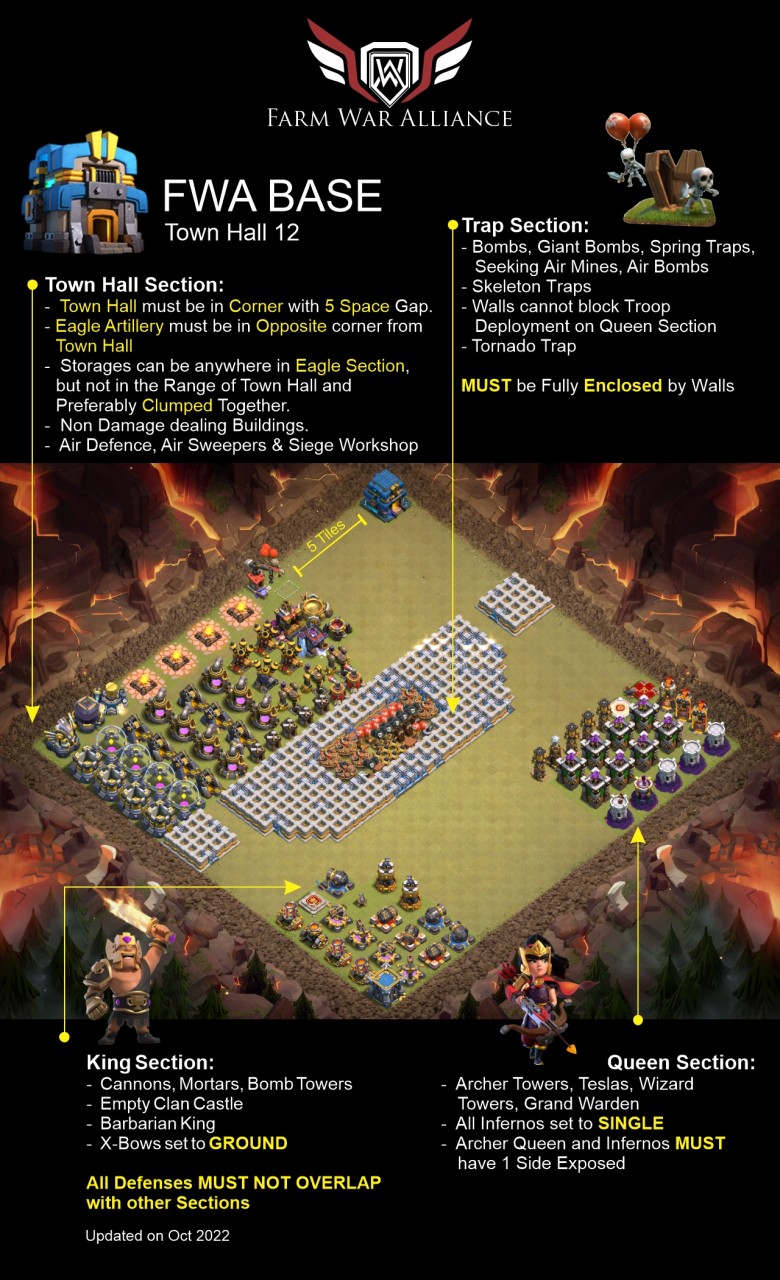 FARM WAR ALLIANCE
FWA BASE
Town Hall 12
Town Hall Section:
- Town Hall must be in Corner with 5 Space Gap.
- Eagle Artillery must be in Opposite corner from
Town Hall
- Storages can be anywhere in Eagle Section,
but not in the Range of Town Hall and
Preferably Clumped Together.
- Non Damage dealing Buildings.
- Air Defence, Air Sweepers & Siege Workshop
Trap Section:
- Bombs, Giant Bombs, Spring Traps,
Seeking Air Mines, Air Bombs
- Skeleton Traps
- Walls cannot block Troop
Deployment on Queen Section
- Tornado Trap
MUST be Fully Enclosed by Walls
5 Tiles
King Section:
- Cannons, Mortars, Bomb Towers
- Empty Clan Castle
- Barbarian King
- X-Bows set to GROUND
All Defenses MUST NOT OVERLAP
with other Sections
Updated on Oct 2022
Queen Section:
- Archer Towers, Teslas, Wizard
Towers, Grand Warden
- All Infernos set to SINGLE
- Archer Queen and Infernos MUST
have 1 Side Exposed